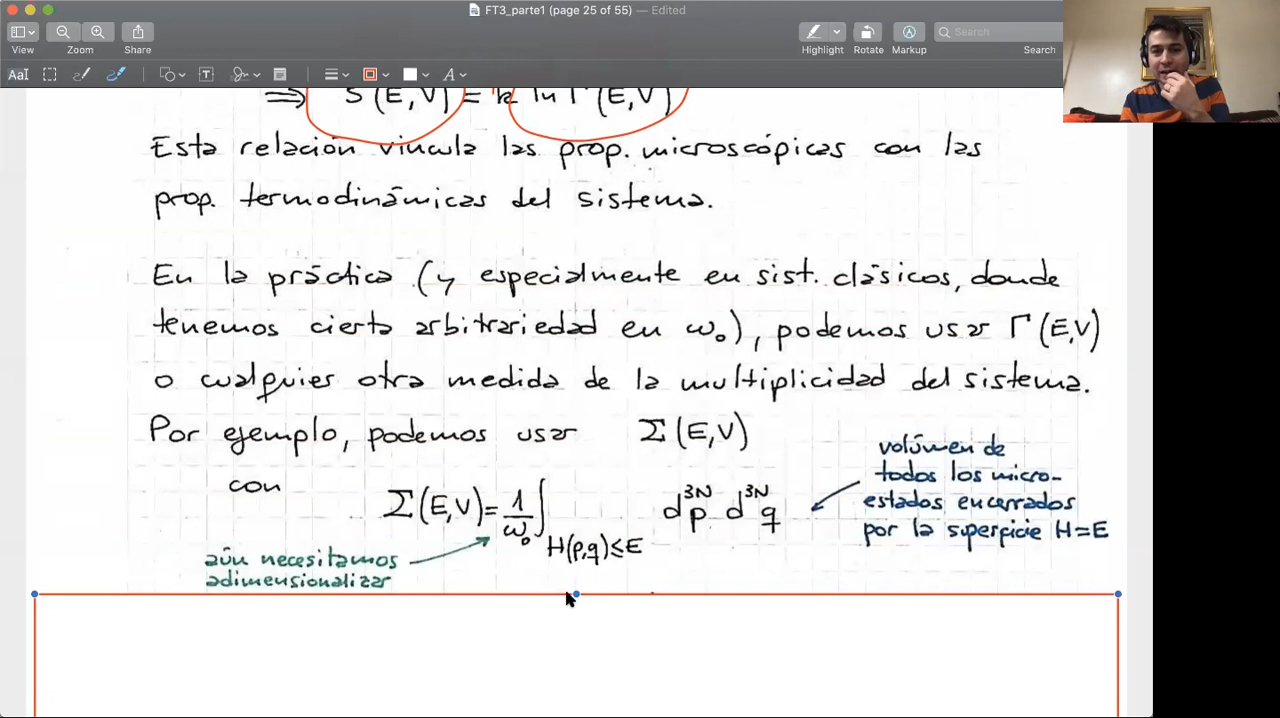 FT3_parte1 (page 25 of 55) — Edited
View Zoom Share Highlight Rotate Markup Search Search
AaI T A
⇒ S(E,V) = k ln Γ(E,V)
Esta relación vincula las prop. microscópicas con las
prop. termodinámicas del sistema.
En la práctica (y especialmente en sist. clásicos, donde
tenemos cierta arbitrariedad en ω₀), podemos usar Γ(E,V)
o cualquier otra medida de la multiplicidad del sistema.
Por ejemplo, podemos usar Σ(E,V)
con Σ(E,V) = 1/ω₀ ∫_{H(p,q)≤E} d^{3N}p d^{3N}q
volúmen de
todos los micro-
estados encerrados
por la superficie H=E
aún necesitamos
adimensionalizar